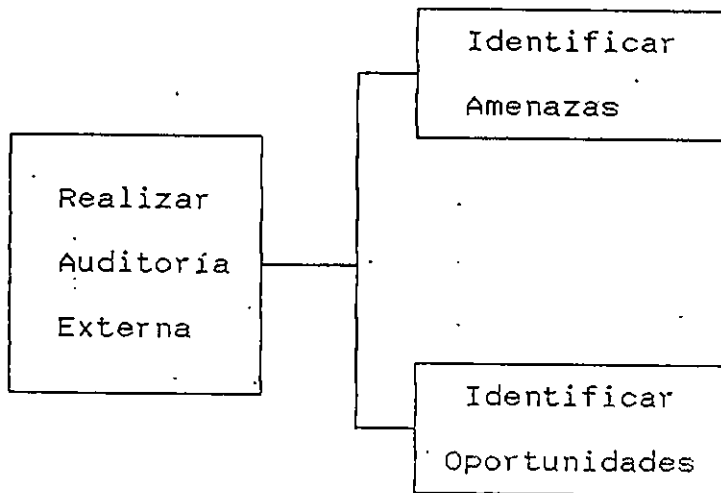 Identificar
Amenazas
Realizar
Auditoría
Externa
Identificar
Oportunidades